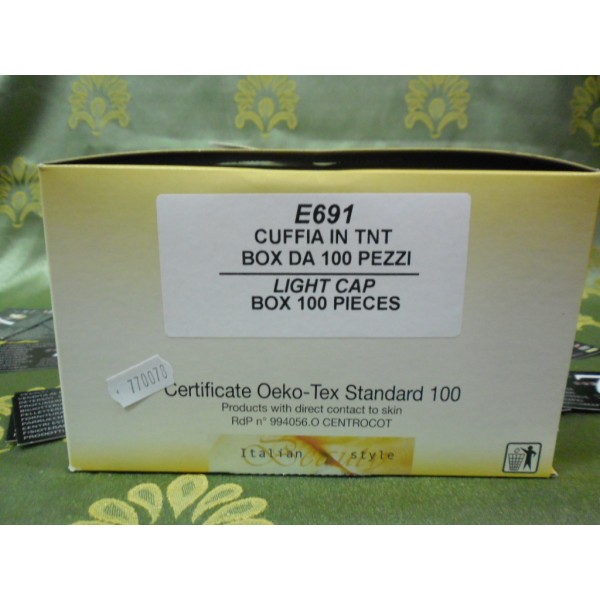 E691
CUFFIA IN TNT
BOX DA 100 PEZZI
LIGHT CAP
BOX 100 PIECES
770070
Certificate Oeko-Tex Standard 100
Products with direct contact to skin
RdP n° 994056.O CENTROCOT
Italian style